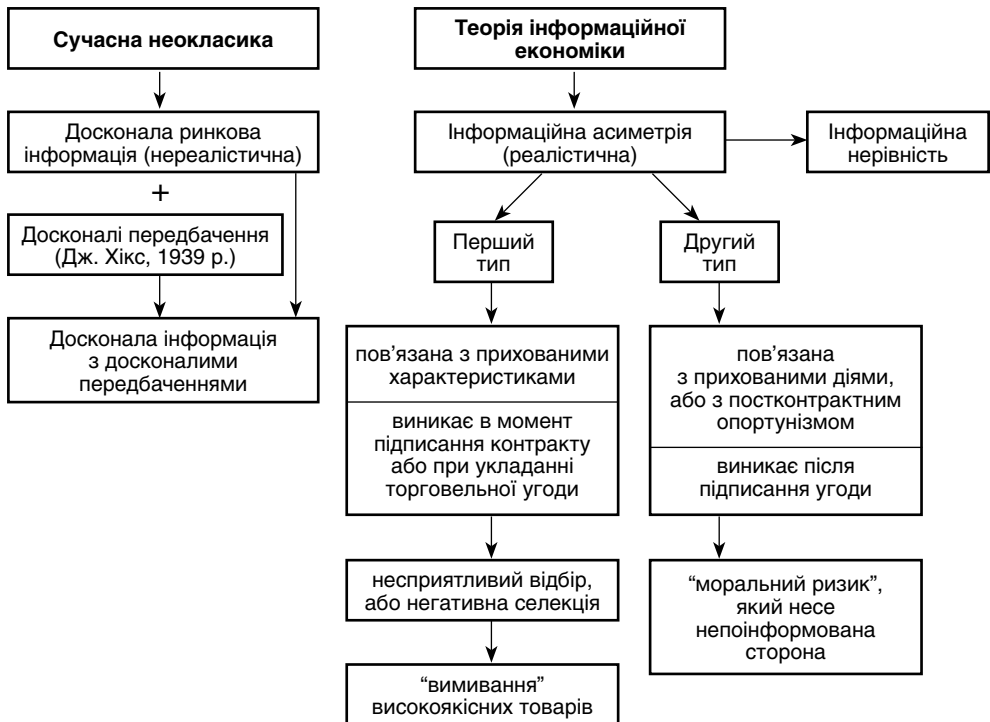 Сучасна неокласика
Досконала ринкова
інформація (нереалістична)
+
Досконалі передбачення
(Дж. Хікс, 1939 р.)
Досконала інформація
з досконалими
передбаченнями
Теорія інформаційної
економіки
Інформаційна асиметрія
(реалістична)
Інформаційна
нерівність
Перший
тип
пов’язана з прихованими
характеристиками
виникає в момент
підписання контракту
або при укладанні
торговельної угоди
несприятливий відбір,
або негативна селекція
“вимивання”
високоякісних товарів
Другий
тип
пов’язана
з прихованими діями,
або з постконтрактним
опортунізмом
виникає після
підписання угоди
“моральний ризик”,
який несе
непоінформована
сторона